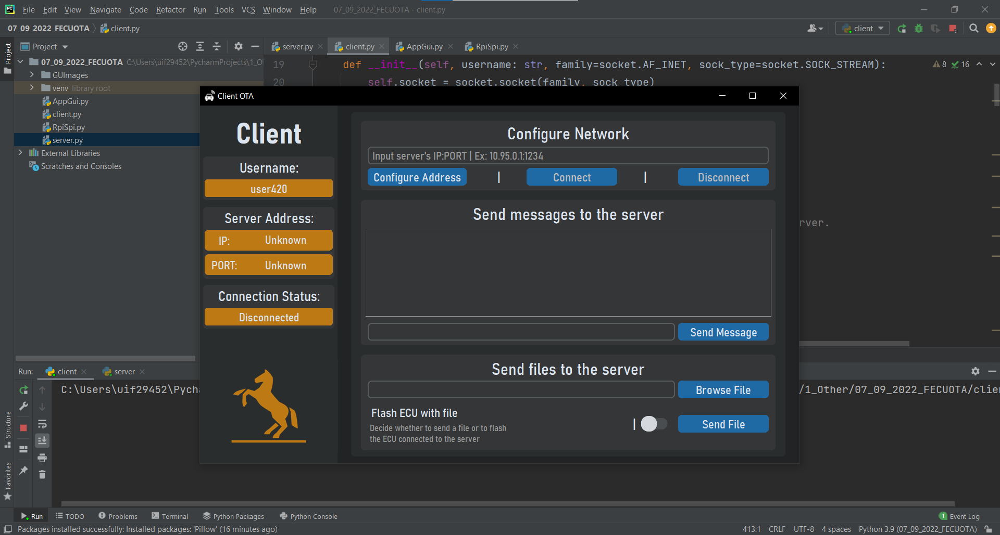 File Edit View Navigate Code Refactor Run Tools VCS Window Help 07_09_2022_FECUOTA - client.py
07_09_2022_FECUOTA client.py
client
Project
Project
server.py client.py AppGui.py RpiSpi.py
07_09_2022_FECUOTA C:\Users\uif29452\PycharmProjects\1_O
GUImages
venv library root
AppGui.py
client.py
RpiSpi.py
server.py
External Libraries
Scratches and Consoles
19 def __init__(self, username: str, family=socket.AF_INET, sock_type=socket.SOCK_STREAM):
8 16
20 self.socket = socket.socket(family, sock_type)
rver.
Client OTA
Client
Username:
user420
Server Address:
IP: Unknown
PORT: Unknown
Connection Status:
Disconnected
Configure Network
Input server's IP:PORT | Ex: 10.95.0.1:1234
Configure Address | Connect | Disconnect
Send messages to the server
Send Message
Send files to the server
Browse File
Flash ECU with file
Decide whether to send a file or to flash
the ECU connected to the server
| Send File
Run: client server
C:\Users\uif29452\Pycha
/1_Other/07_09_2022_FECUOTA/clien
Structure
Favorites
Run TODO Problems Terminal Python Packages Python Console 1 Event Log
Packages installed successfully: Installed packages: 'Pillow' (16 minutes ago) 413:1 CRLF UTF-8 4 spaces Python 3.9 (07_09_2022_FECUOTA)